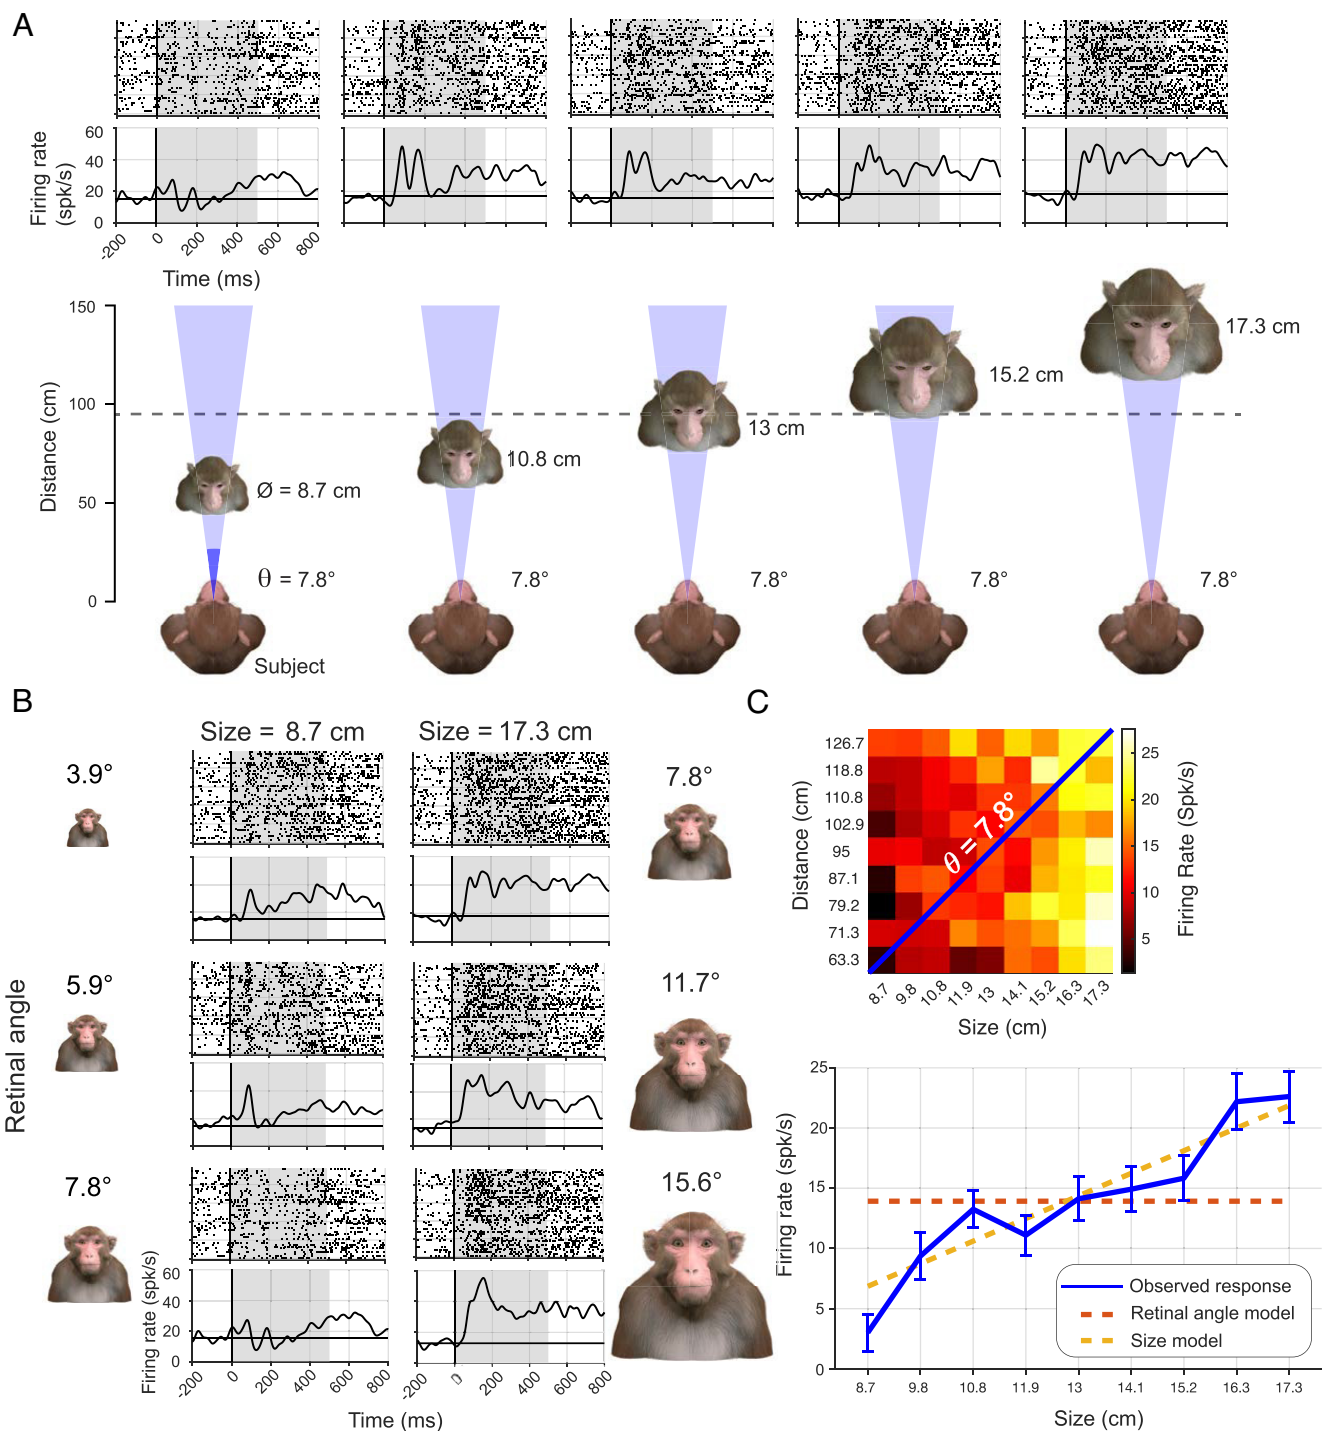 A
Firing rate
(spk/s)
60
40
20
0
-200 0 200 400 600 800
Time (ms)
Distance (cm)
150
100
50
0
Ø = 8.7 cm
10.8 cm
13 cm
15.2 cm
17.3 cm
θ = 7.8°
7.8°
7.8°
7.8°
7.8°
Subject
B
Size = 8.7 cm
Size = 17.3 cm
Retinal angle
3.9°
7.8°
5.9°
11.7°
7.8°
15.6°
Firing rate (spk/s)
60
40
20
0
-200 0 200 400 600 800
-200 0 200 400 600 800
Time (ms)
C
Distance (cm)
126.7
118.8
110.8
102.9
95
87.1
79.2
71.3
63.3
θ = 7.8°
8.7 9.8 10.8 11.9 13 14.1 15.2 16.3 17.3
Size (cm)
25
20
15
10
5
Firing Rate (Spk/s)
Firing rate (spk/s)
25
20
15
10
5
0
Observed response
Retinal angle model
Size model
8.7 9.8 10.8 11.9 13 14.1 15.2 16.3 17.3
Size (cm)